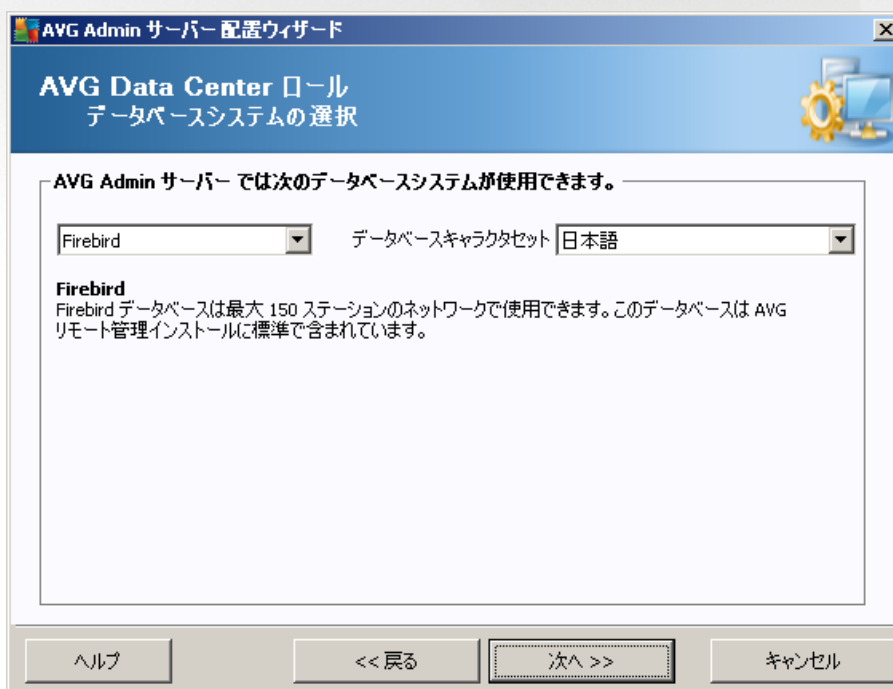 AVG Admin サーバー 配置ウィザード
AVG Data Center ロール
データベースシステムの選択
AVG Admin サーバー では次のデータベースシステムが使用できます。
Firebird データベースキャラクタセット 日本語
Firebird
Firebird データベースは最大 150 ステーションのネットワークで使用できます。このデータベースは AVG
リモート管理インストールに標準で含まれています。
ヘルプ << 戻る 次へ >> キャンセル